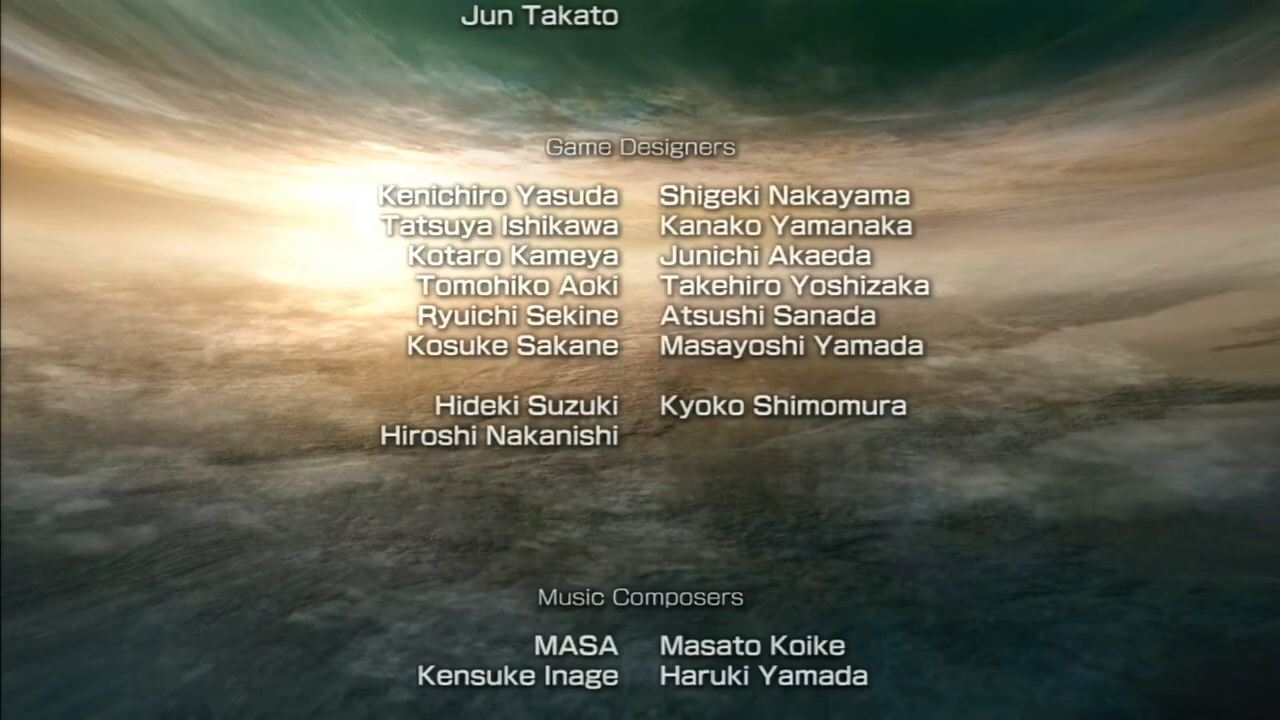 Jun Takato
Game Designers
Kenichiro Yasuda Shigeki Nakayama
Tatsuya Ishikawa Kanako Yamanaka
Kotaro Kameya Junichi Akaeda
Tomohiko Aoki Takehiro Yoshizaka
Ryuichi Sekine Atsushi Sanada
Kosuke Sakane Masayoshi Yamada
Hideki Suzuki Kyoko Shimomura
Hiroshi Nakanishi
Music Composers
MASA Masato Koike
Kensuke Inage Haruki Yamada